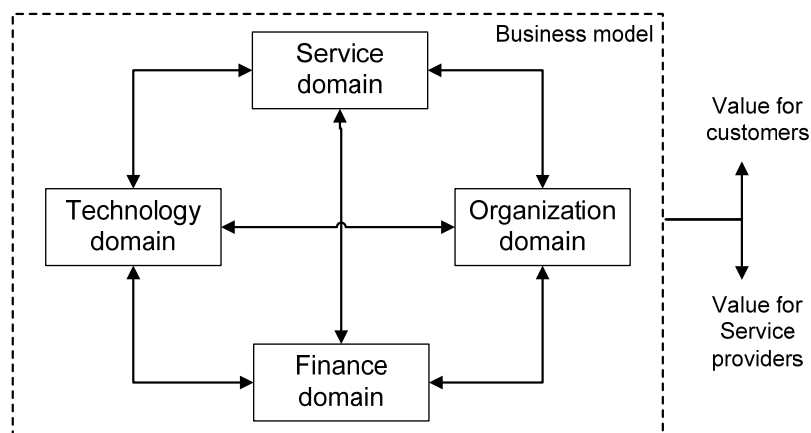 Business model
Service
domain
Value for
customers
Technology
domain
Organization
domain
Value for
Service
providers
Finance
domain